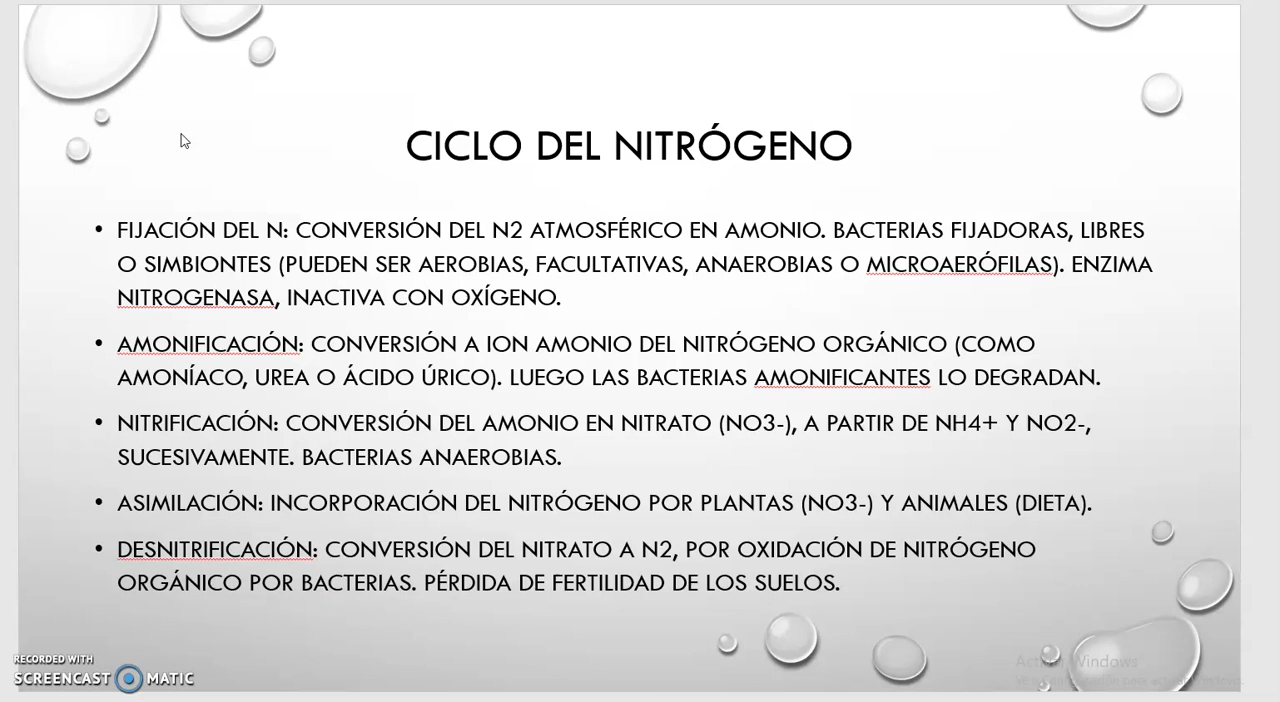 CICLO DEL NITRÓGENO
• FIJACIÓN DEL N: CONVERSIÓN DEL N2 ATMOSFÉRICO EN AMONIO. BACTERIAS FIJADORAS, LIBRES
O SIMBIONTES (PUEDEN SER AEROBIAS, FACULTATIVAS, ANAEROBIAS O MICROAERÓFILAS). ENZIMA
NITROGENASA, INACTIVA CON OXÍGENO.
• AMONIFICACIÓN: CONVERSIÓN A ION AMONIO DEL NITRÓGENO ORGÁNICO (COMO
AMONÍACO, UREA O ÁCIDO ÚRICO). LUEGO LAS BACTERIAS AMONIFICANTES LO DEGRADAN.
• NITRIFICACIÓN: CONVERSIÓN DEL AMONIO EN NITRATO (NO3-), A PARTIR DE NH4+ Y NO2-,
SUCESIVAMENTE. BACTERIAS ANAEROBIAS.
• ASIMILACIÓN: INCORPORACIÓN DEL NITRÓGENO POR PLANTAS (NO3-) Y ANIMALES (DIETA).
• DESNITRIFICACIÓN: CONVERSIÓN DEL NITRATO A N2, POR OXIDACIÓN DE NITRÓGENO
ORGÁNICO POR BACTERIAS. PÉRDIDA DE FERTILIDAD DE LOS SUELOS.
RECORDED WITH
SCREENCAST MATIC
Windows